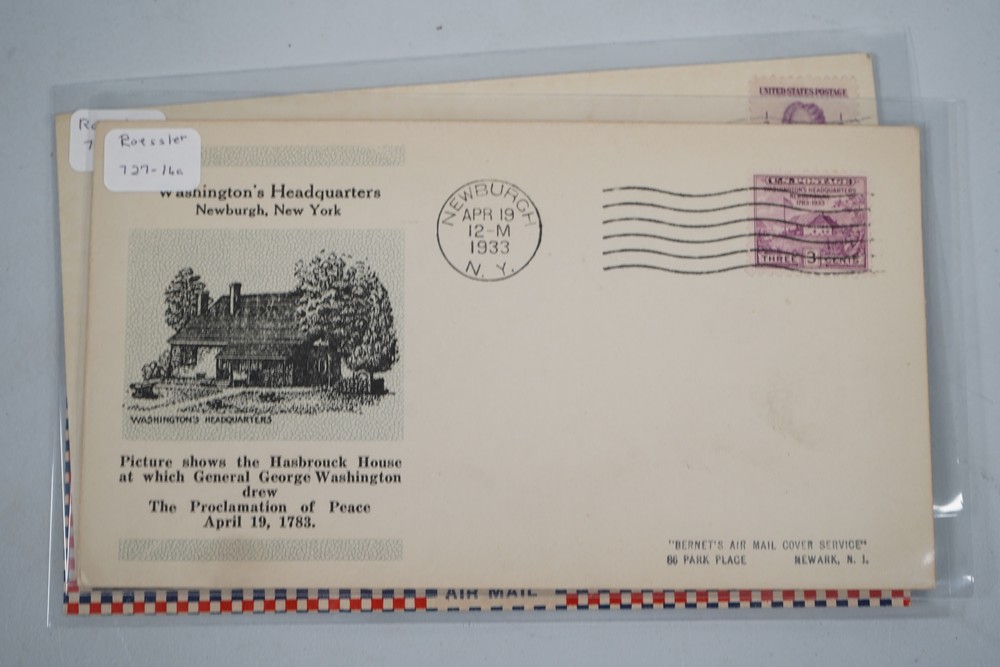 Roessler
727-16a
Washington's Headquarters
Newburgh, New York
WASHINGTON'S HEADQUARTERS
Picture shows the Hasbrouck House
at which General George Washington
drew
The Proclamation of Peace
April 19, 1783.
NEWBURGH
APR 19
12-M
1933
N. Y.
UNITED STATES POSTAGE
U.S. POSTAGE
WASHINGTON'S HEADQUARTERS
1783-1933
THREE 3 CENTS
"BERNET'S AIR MAIL COVER SERVICE"
86 PARK PLACE NEWARK, N. J.
AIR MAIL